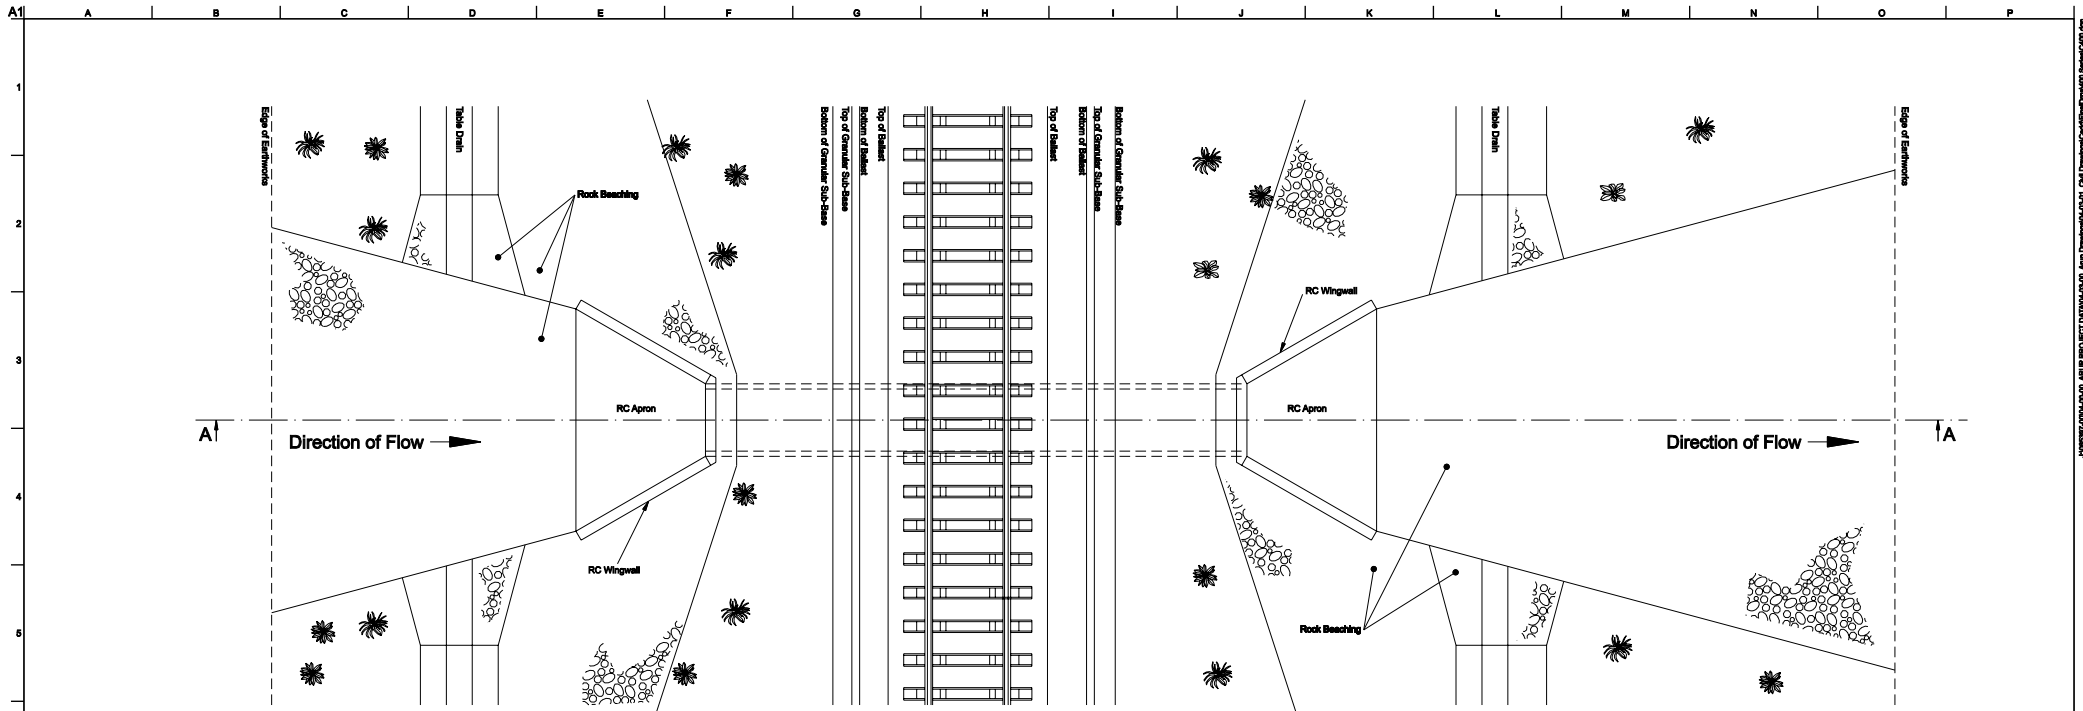 A1
A B C D E F G H I J K L M N O P
1
2
3
4
5
Edge of Earthworks
Table Drain
Rock Beaching
Bottom of Granular Sub-Base
Top of Granular Sub-Base
Bottom of Ballast
Top of Ballast
Top of Ballast
Bottom of Ballast
Top of Granular Sub-Base
Bottom of Granular Sub-Base
Table Drain
Edge of Earthworks
RC Wingwall
RC Apron
RC Apron
A
Direction of Flow
Direction of Flow
A
RC Wingwall
Rock Beaching